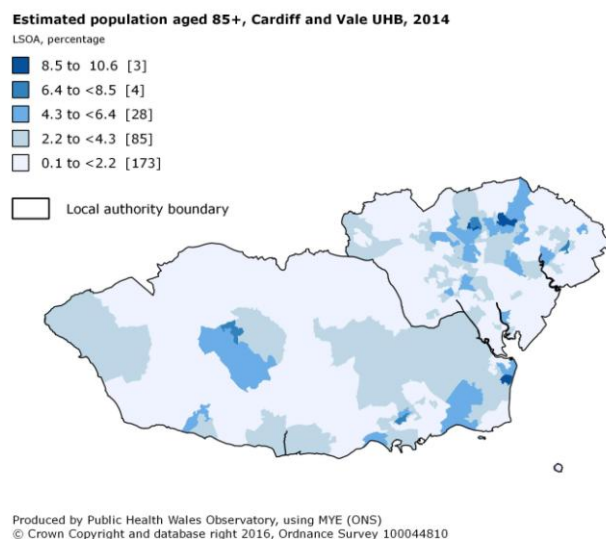 Estimated population aged 85+, Cardiff and Vale UHB, 2014
LSOA, percentage
8.5 to 10.6 [3]
6.4 to <8.5 [4]
4.3 to <6.4 [28]
2.2 to <4.3 [85]
0.1 to <2.2 [173]
Local authority boundary
Produced by Public Health Wales Observatory, using MYE (ONS)
© Crown Copyright and database right 2016, Ordnance Survey 100044810